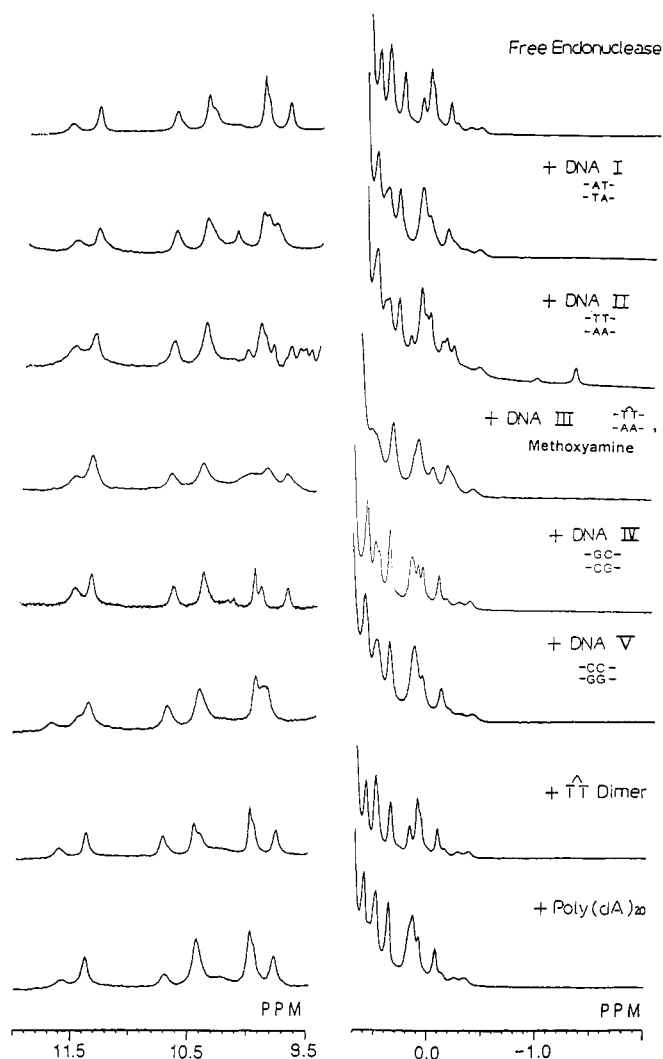 Free Endonuclease
+ DNA I
-AT-
-TA-
+ DNA II
-TT-
-AA-
+ DNA III -T͡T-
-AA- ,
Methoxyamine
+ DNA IV
-GC-
-CG-
+ DNA V
-CC-
-GG-
+ T͡T Dimer
+ Poly(dA)₂₀
PPM
PPM
11.5 10.5 9.5
0.0 -1.0